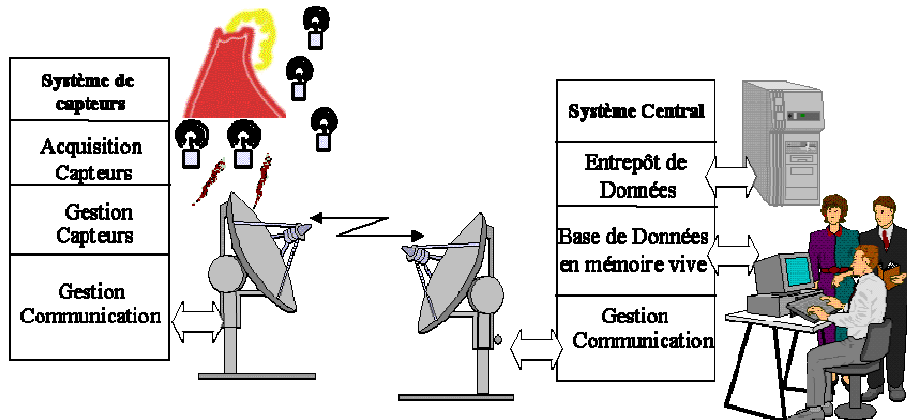 Système de
capteurs
Acquisition
Capteurs
Gestion
Capteurs
Gestion
Communication
Système Central
Entrepôt de
Données
Base de Données
en mémoire vive
Gestion
Communication